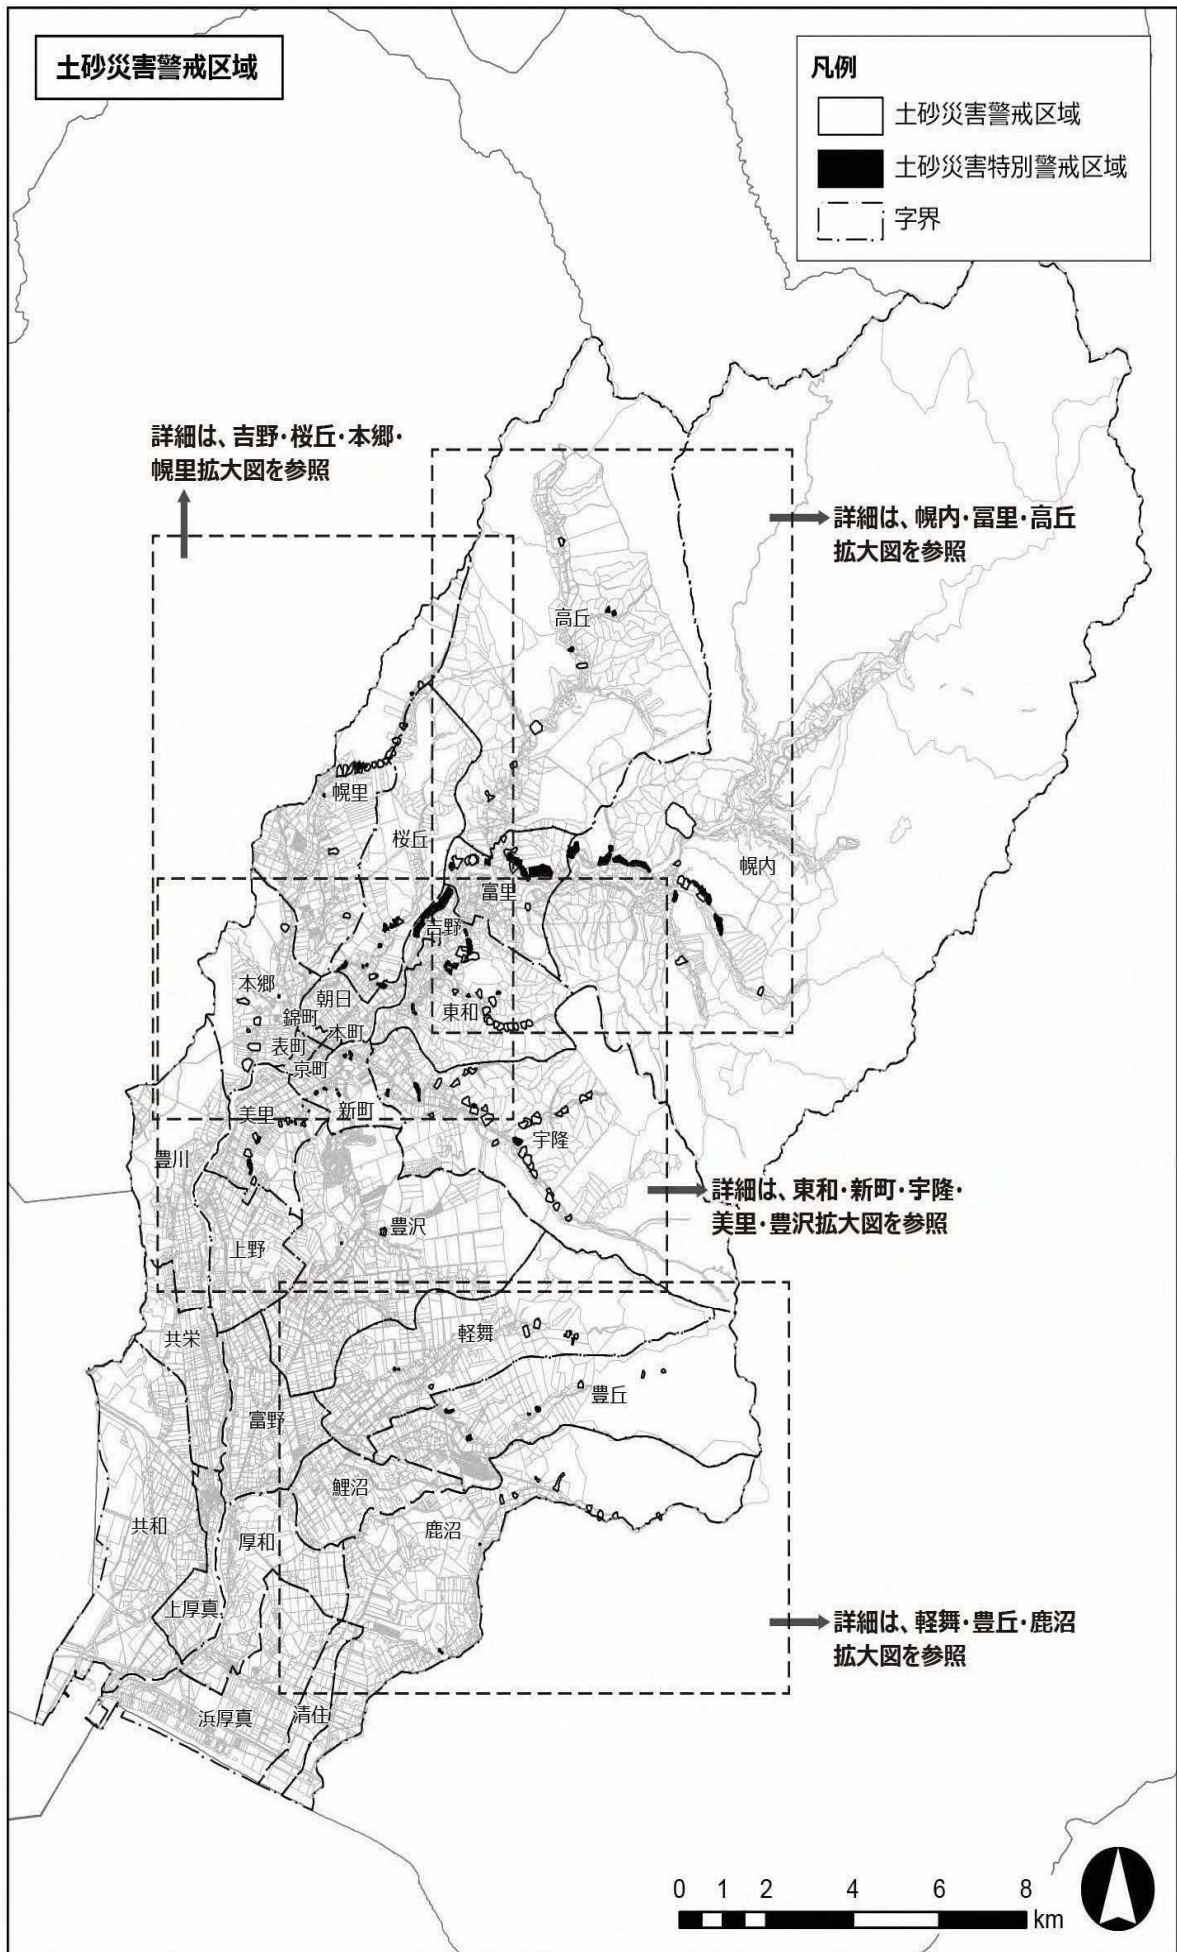 土砂災害警戒区域
凡例
土砂災害警戒区域
土砂災害特別警戒区域
字界
詳細は、吉野・桜丘・本郷・
幌里拡大図を参照
詳細は、幌内・冨里・高丘
拡大図を参照
高丘
幌里
桜丘
幌内
富里
吉野
本郷
朝日
東和
錦町
本町
表町
京町
美里
新町
宇隆
豊川
詳細は、東和・新町・宇隆・
美里・豊沢拡大図を参照
豊沢
上野
共栄
軽舞
豊丘
富野
鯉沼
共和
厚和
鹿沼
上厚真
詳細は、軽舞・豊丘・鹿沼
拡大図を参照
浜厚真
清住
0 1 2 4 6 8
km